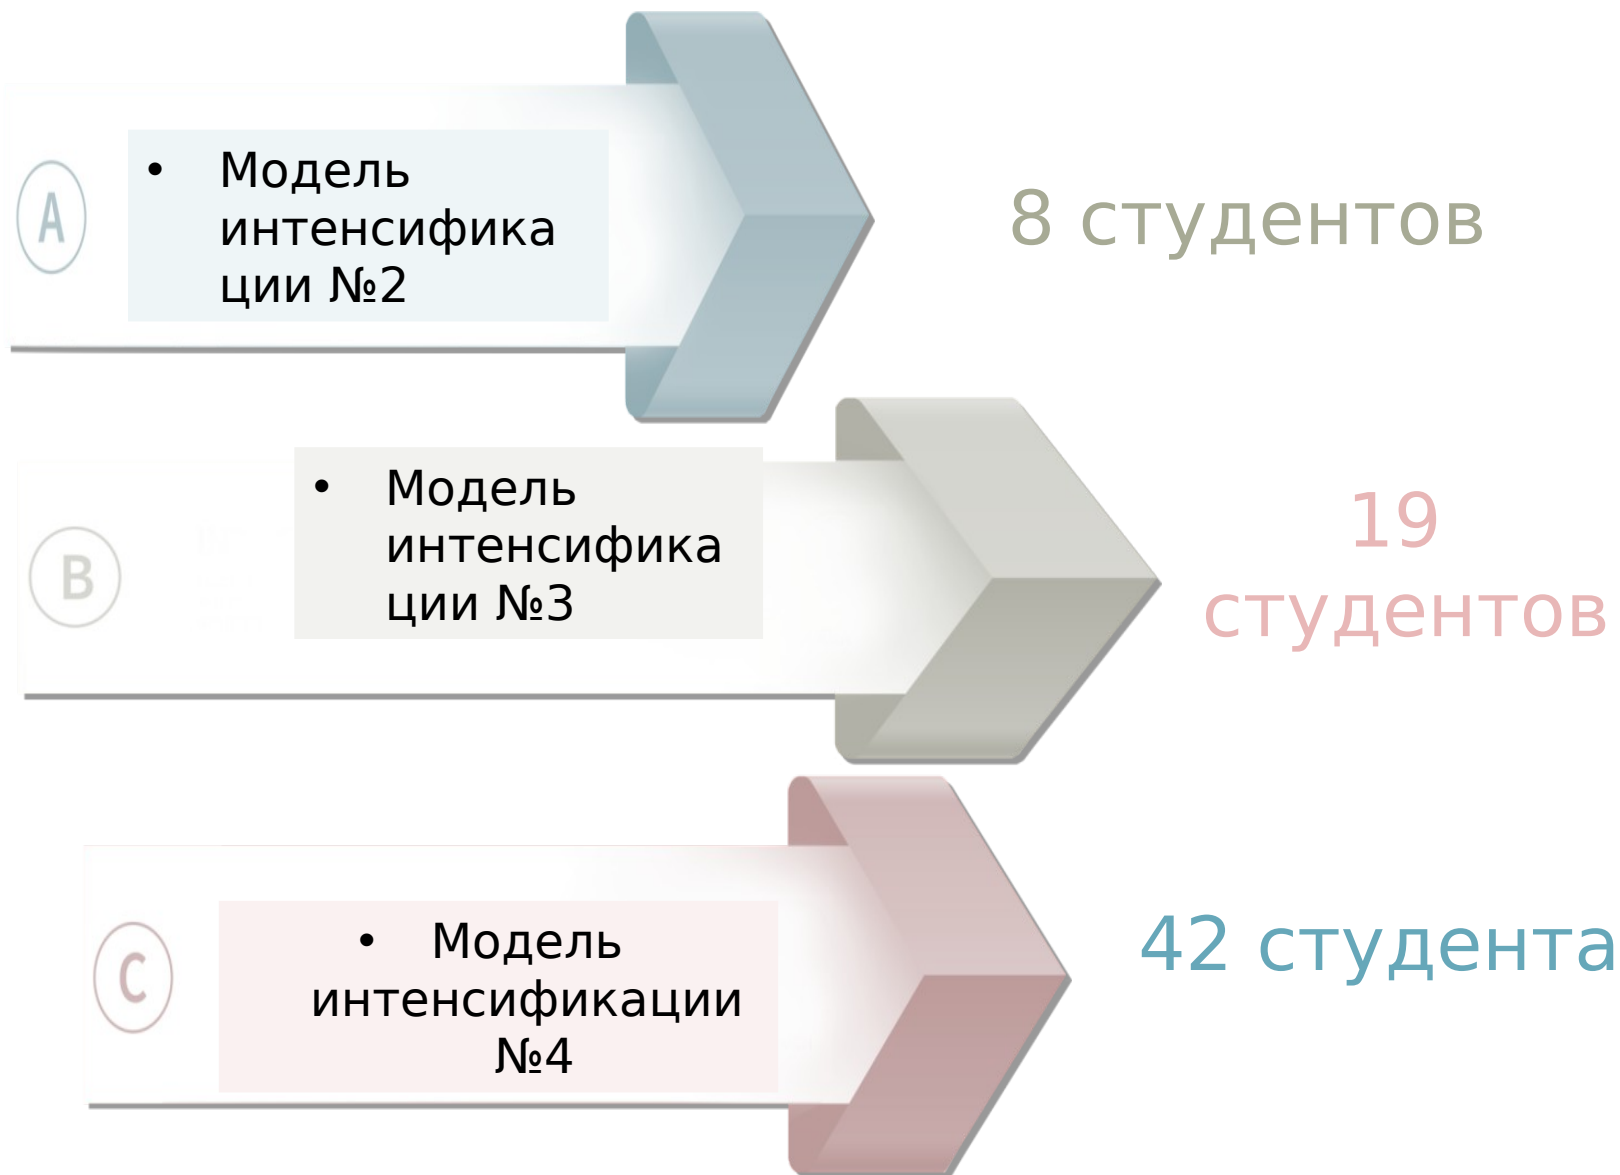 A
• Модель
интенсифика
ции №2
8 студентов
B
• Модель
интенсифика
ции №3
19
студентов
C
• Модель
интенсификации
№4
42 студента